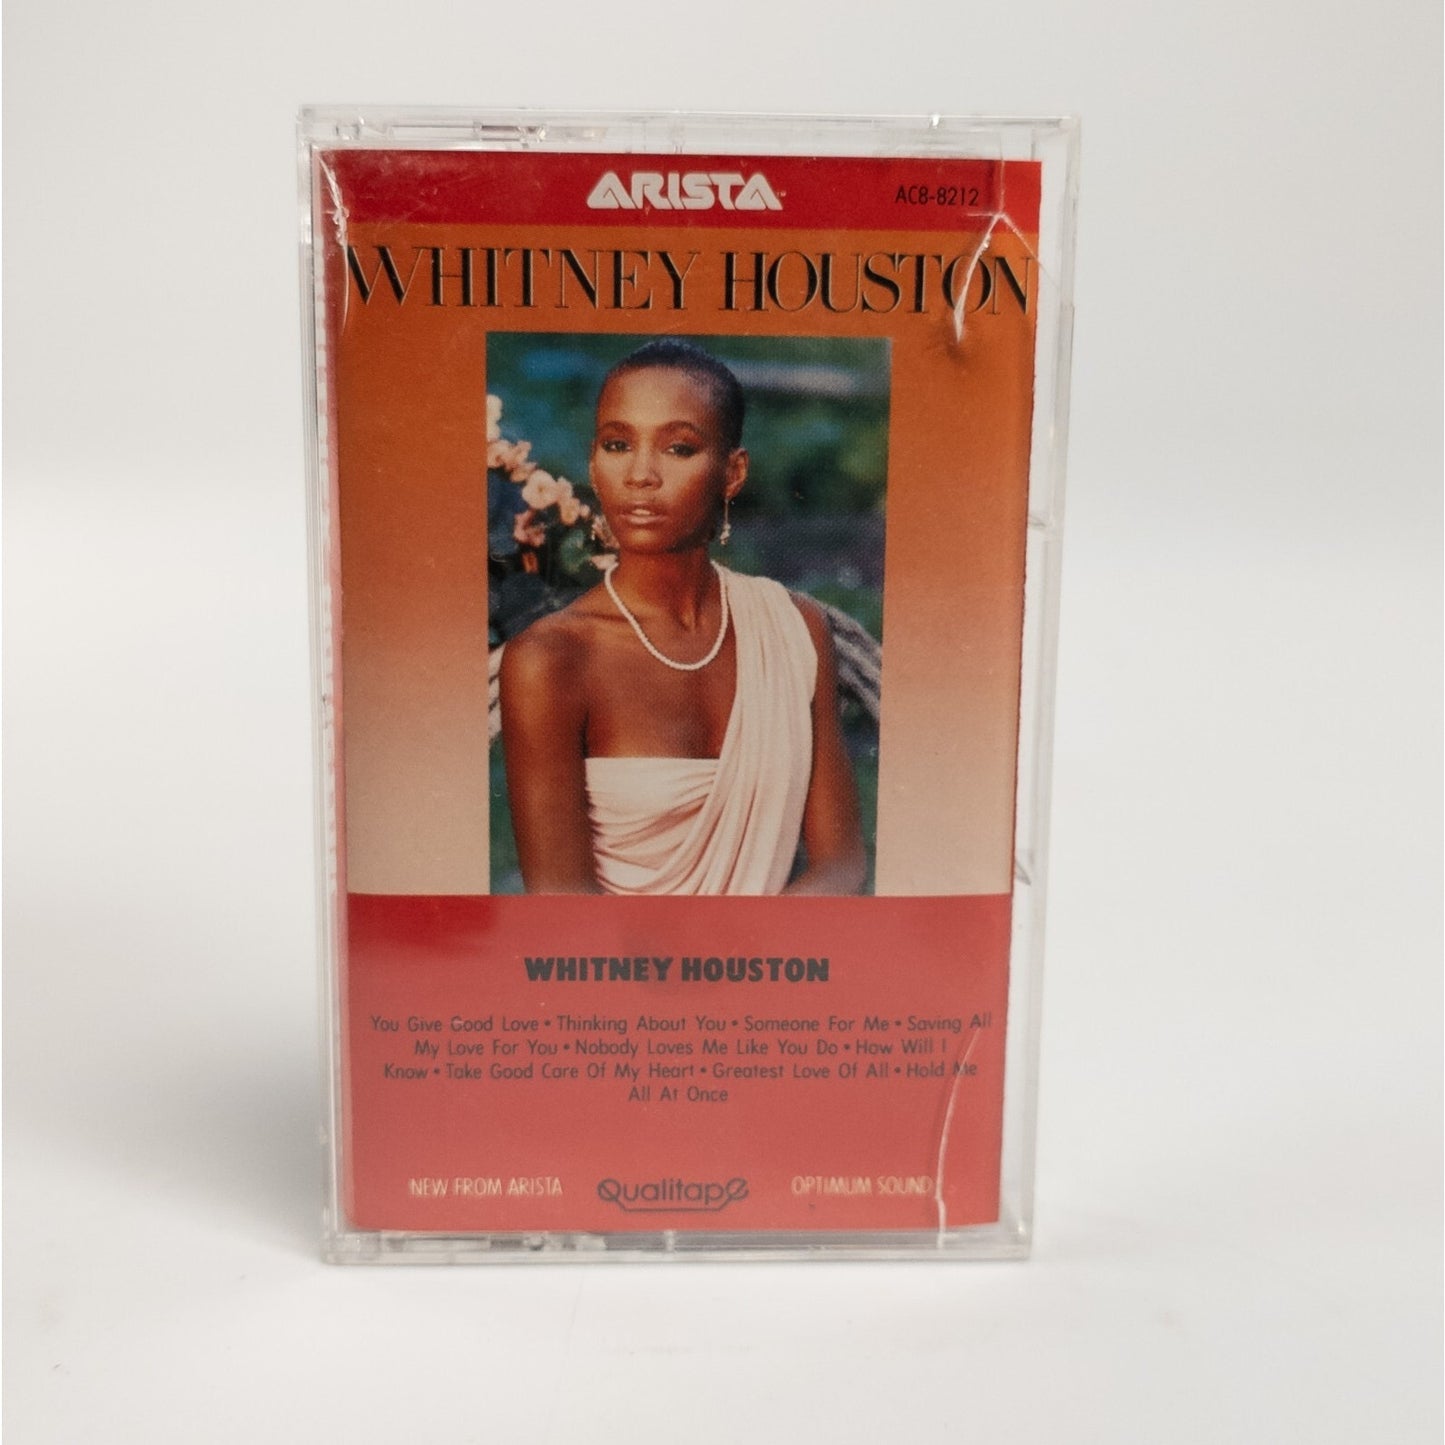 ARISTA
AC8-8212
WHITNEY HOUSTON
WHITNEY HOUSTON
You Give Good Love • Thinking About You • Someone For Me • Saving All
My Love For You • Nobody Loves Me Like You Do • How Will I
Know • Take Good Care Of My Heart • Greatest Love Of All • Hold Me
All At Once
NEW FROM ARISTA
Qualitape
OPTIMUM SOUND